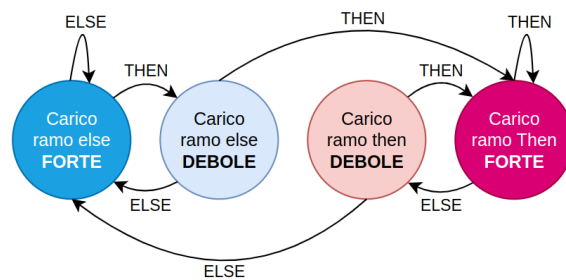 ELSE
THEN
THEN
THEN
THEN
Carico
ramo else
FORTE
Carico
ramo else
DEBOLE
Carico
ramo then
DEBOLE
Carico
ramo Then
FORTE
ELSE
ELSE
ELSE